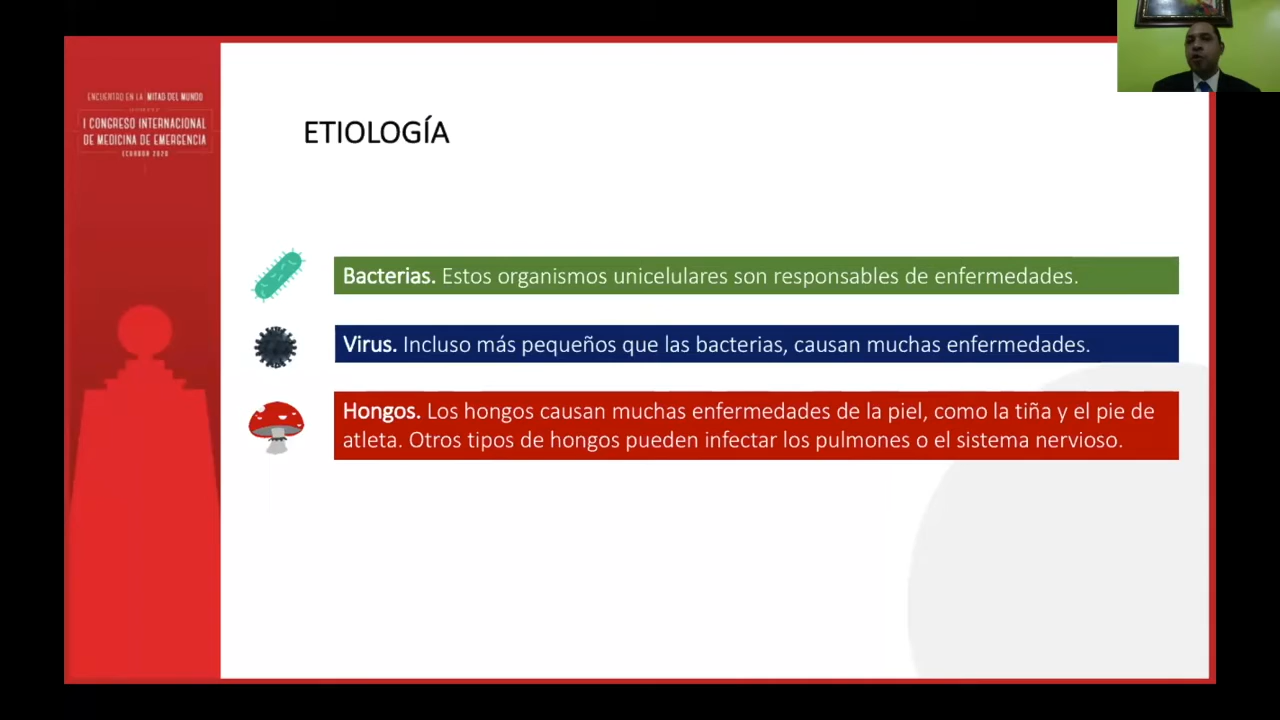 ENCUENTRO EN LA MITAD DEL MUNDO
I CONGRESO INTERNACIONAL
DE MEDICINA DE EMERGENCIA
ECUADOR 2020
ETIOLOGÍA
Bacterias. Estos organismos unicelulares son responsables de enfermedades.
Virus. Incluso más pequeños que las bacterias, causan muchas enfermedades.
Hongos. Los hongos causan muchas enfermedades de la piel, como la tiña y el pie de
atleta. Otros tipos de hongos pueden infectar los pulmones o el sistema nervioso.